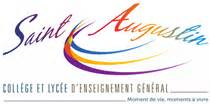 Saint Augustin
COLLÈGE ET LYCÉE D'ENSEIGNEMENT GÉNÉRAL
Moment de vie, moments à vivre